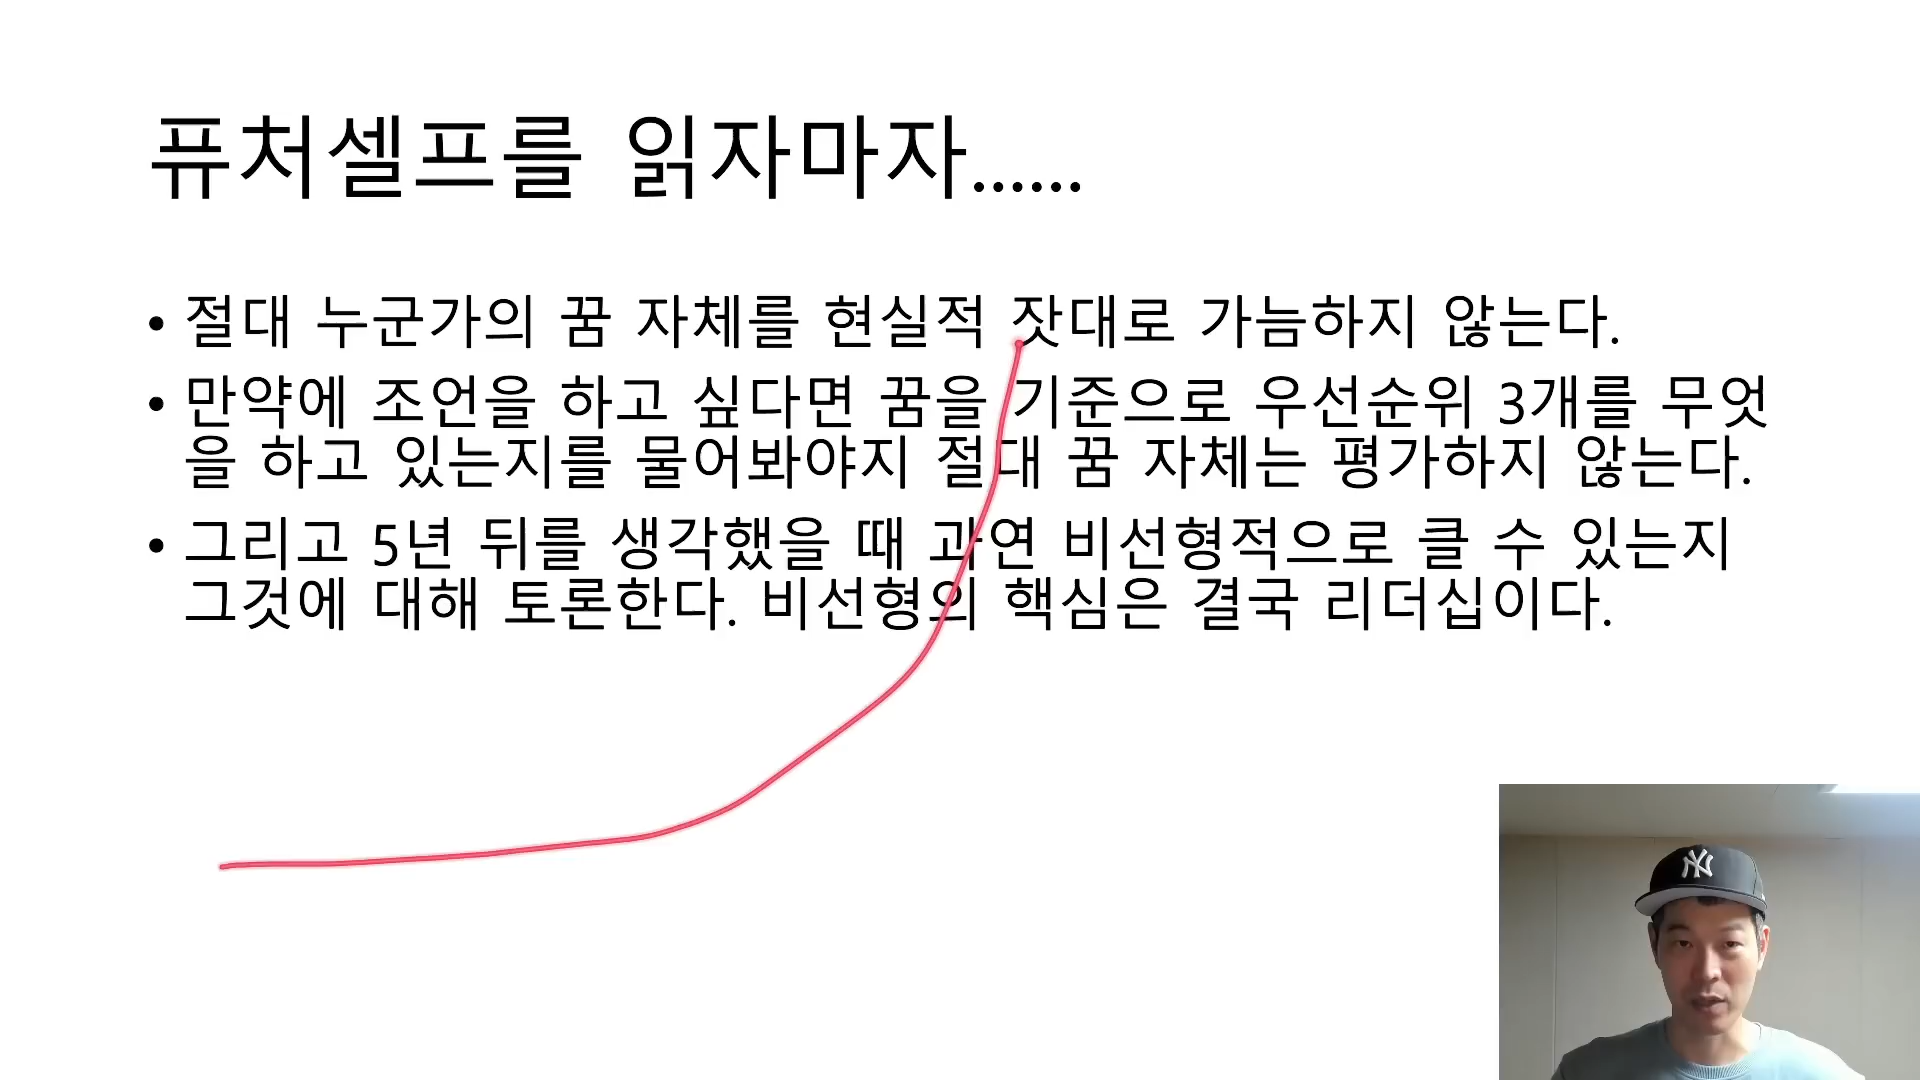 퓨처셀프를 읽자마자......
• 절대 누군가의 꿈 자체를 현실적 잣대로 가늠하지 않는다.
• 만약에 조언을 하고 싶다면 꿈을 기준으로 우선순위 3개를 무엇
을 하고 있는지를 물어봐야지 절대 꿈 자체는 평가하지 않는다.
• 그리고 5년 뒤를 생각했을 때 과연 비선형적으로 클 수 있는지
그것에 대해 토론한다. 비선형의 핵심은 결국 리더십이다.
NY